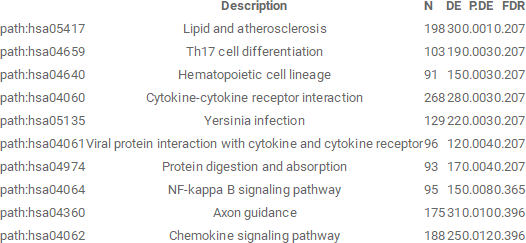 Description N DE P.DE FDR
path:hsa05417 Lipid and atherosclerosis 198 30 0.001 0.207
path:hsa04659 Th17 cell differentiation 103 19 0.003 0.207
path:hsa04640 Hematopoietic cell lineage 91 15 0.003 0.207
path:hsa04060 Cytokine-cytokine receptor interaction 268 28 0.003 0.207
path:hsa05135 Yersinia infection 129 22 0.003 0.207
path:hsa04061 Viral protein interaction with cytokine and cytokine receptor 96 12 0.004 0.207
path:hsa04974 Protein digestion and absorption 93 17 0.004 0.207
path:hsa04064 NF-kappa B signaling pathway 95 15 0.008 0.365
path:hsa04360 Axon guidance 175 31 0.010 0.396
path:hsa04062 Chemokine signaling pathway 188 25 0.012 0.396